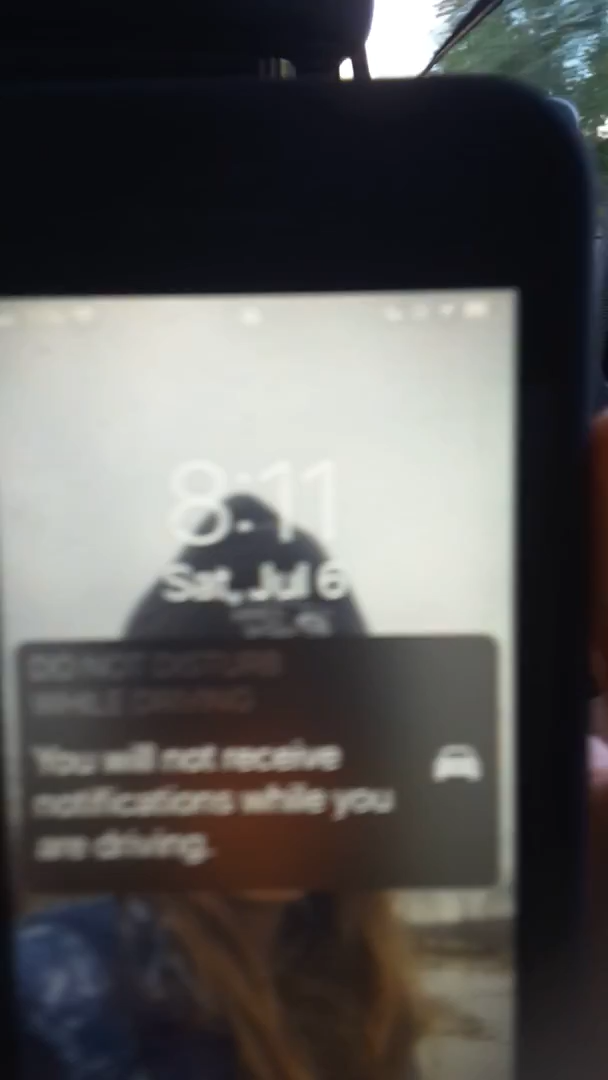 8:11
Sat, Jul 6
DO NOT DISTURB
WHILE DRIVING
You will not receive
notifications while you
are driving.